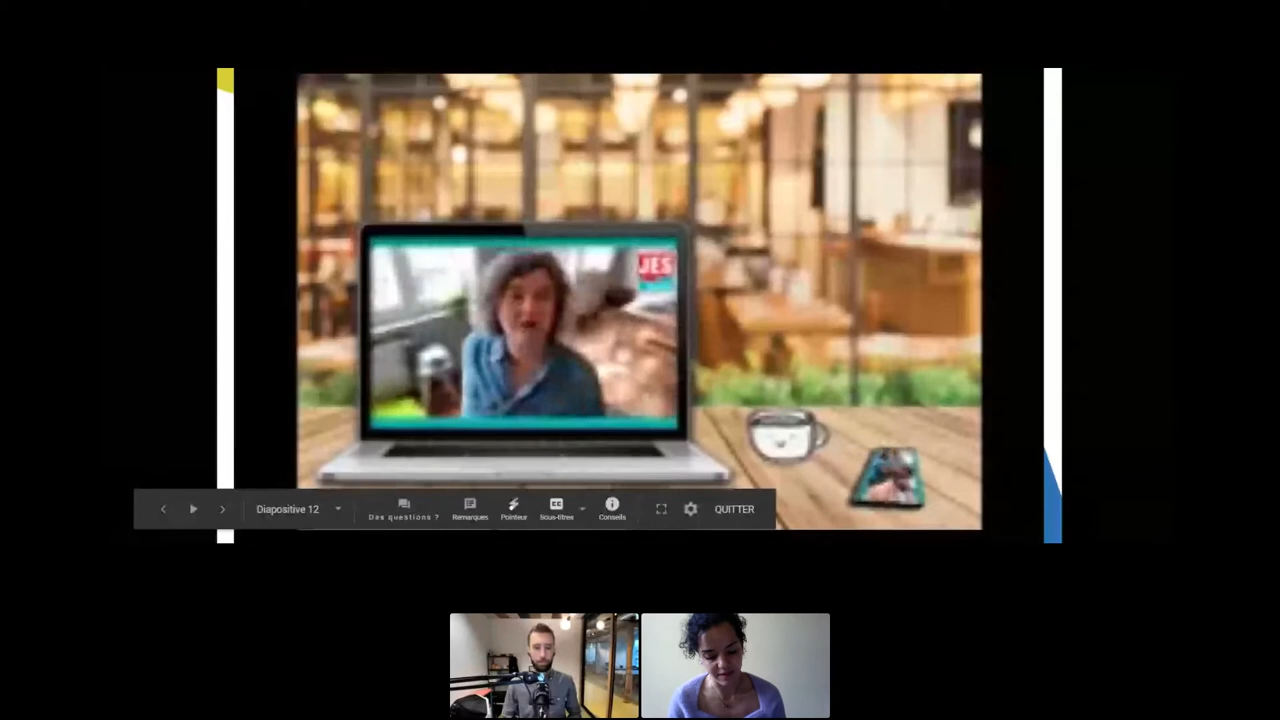 JES
Diapositive 12
Des questions ?
Remarques
Pointeur
Sous-titres
Conseils
QUITTER